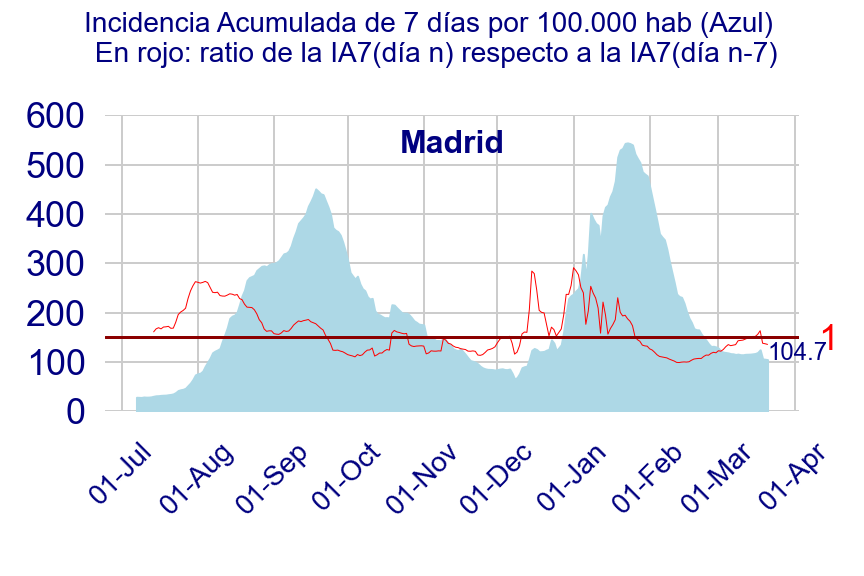 Incidencia Acumulada de 7 días por 100.000 hab (Azul)
En rojo: ratio de la IA7(día n) respecto a la IA7(día n-7)
Madrid
600
500
400
300
200
100
0
1
104.7
01-Jul
01-Aug
01-Sep
01-Oct
01-Nov
01-Dec
01-Jan
01-Feb
01-Mar
01-Apr